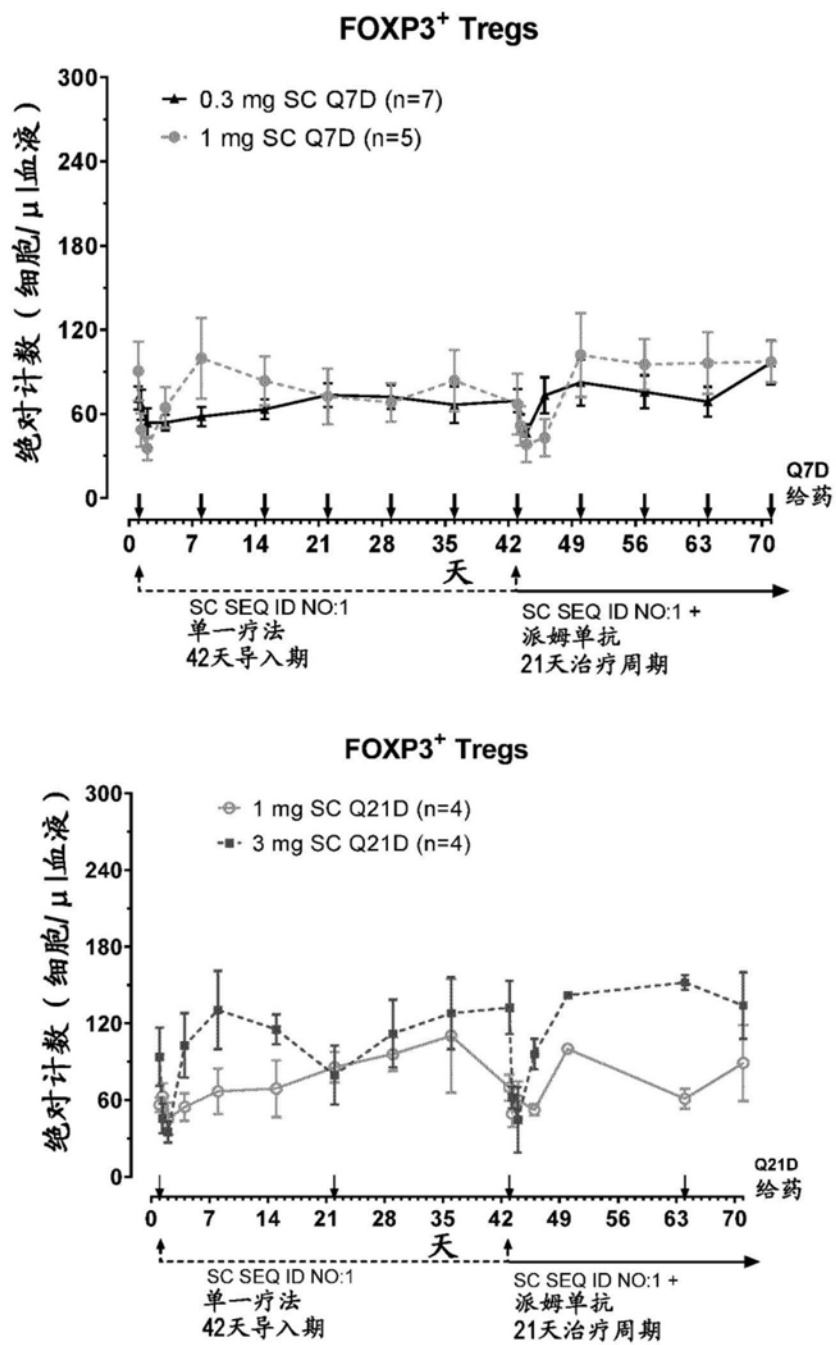 FOXP3+ Tregs
300
240
180
120
60
0
绝对计数（细胞/μl血液）
0.3 mg SC Q7D (n=7)
1 mg SC Q7D (n=5)
Q7D
给药
0 7 14 21 28 35 42 49 56 63 70
天
SC SEQ ID NO:1
单一疗法
42天导入期
SC SEQ ID NO:1 +
派姆单抗
21天治疗周期
FOXP3+ Tregs
300
240
180
120
60
0
绝对计数（细胞/μl血液）
1 mg SC Q21D (n=4)
3 mg SC Q21D (n=4)
Q21D
给药
0 7 14 21 28 35 42 49 56 63 70
天
SC SEQ ID NO:1
单一疗法
42天导入期
SC SEQ ID NO:1 +
派姆单抗
21天治疗周期